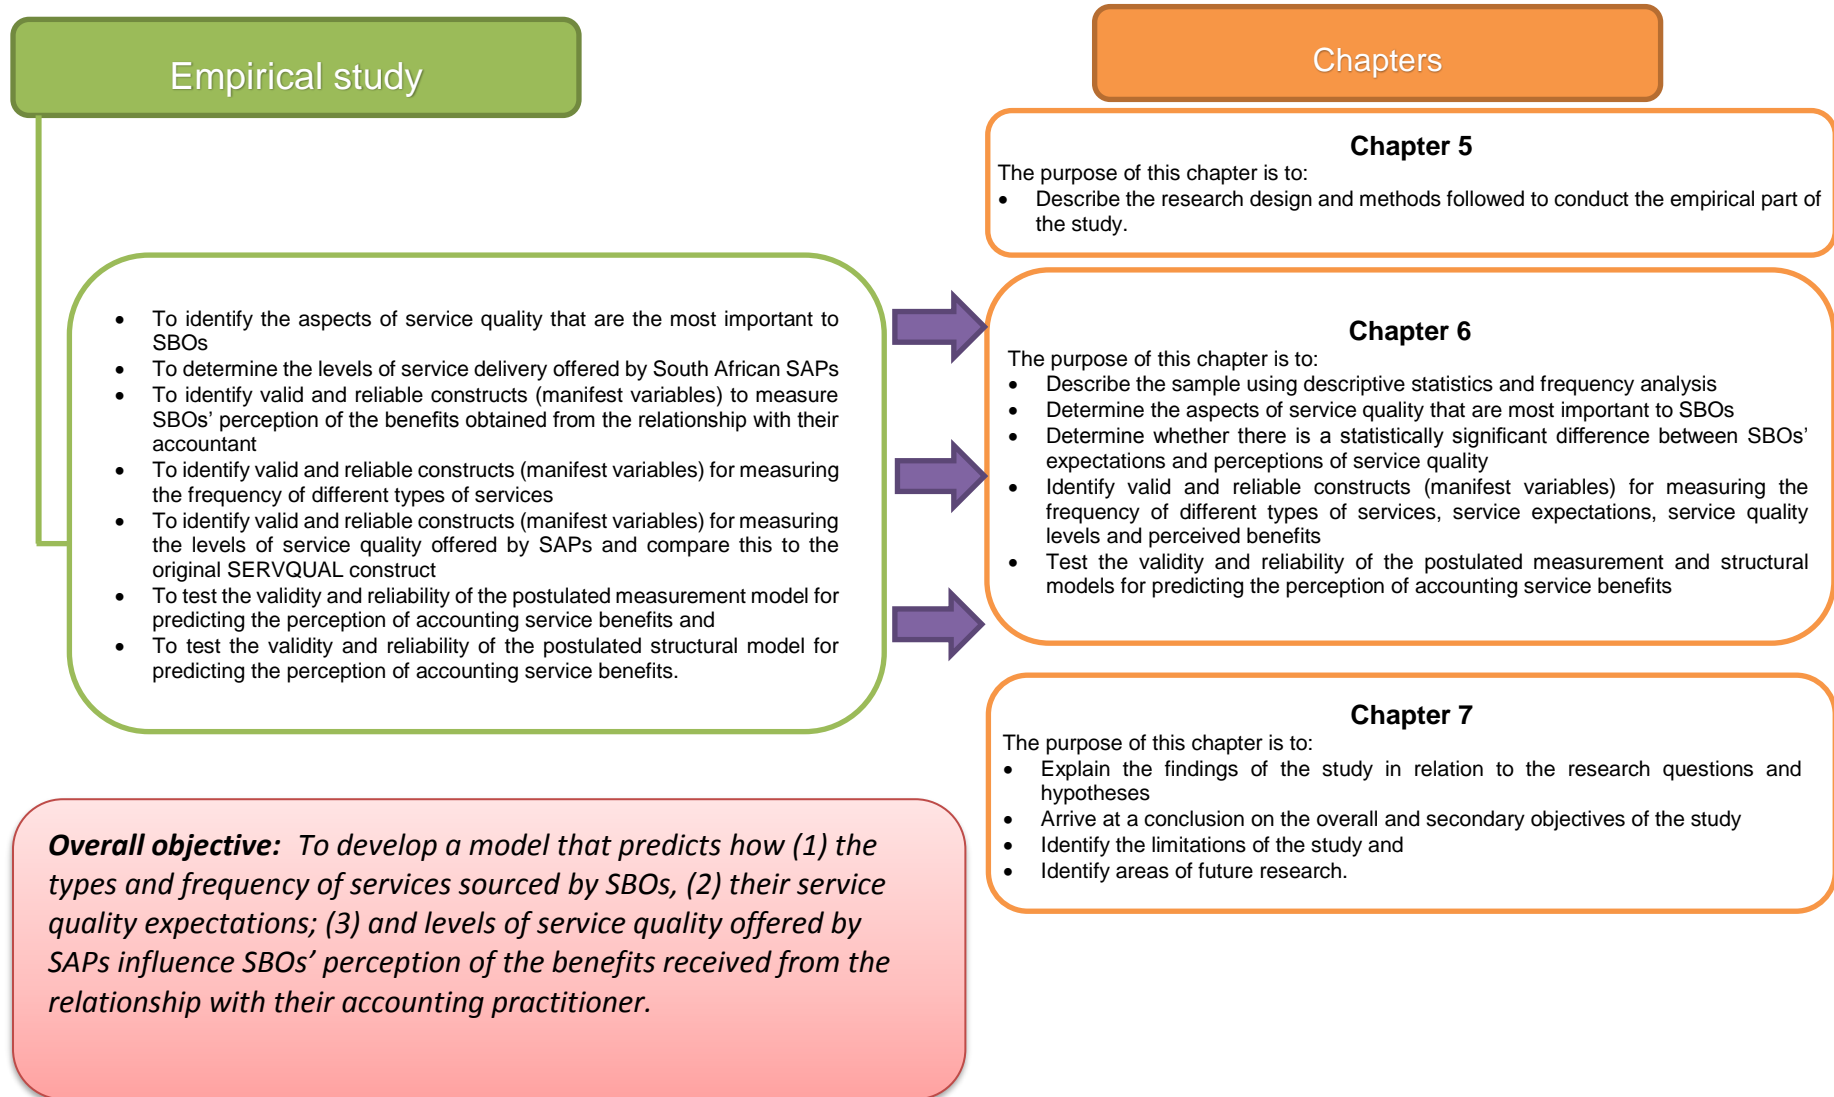 Empirical study
• To identify the aspects of service quality that are the most important to
SBOs
• To determine the levels of service delivery offered by South African SAPs
• To identify valid and reliable constructs (manifest variables) to measure
SBOs’ perception of the benefits obtained from the relationship with their
accountant
• To identify valid and reliable constructs (manifest variables) for measuring
the frequency of different types of services
• To identify valid and reliable constructs (manifest variables) for measuring
the levels of service quality offered by SAPs and compare this to the
original SERVQUAL construct
• To test the validity and reliability of the postulated measurement model for
predicting the perception of accounting service benefits and
• To test the validity and reliability of the postulated structural model for
predicting the perception of accounting service benefits.
Overall objective: To develop a model that predicts how (1) the
types and frequency of services sourced by SBOs, (2) their service
quality expectations; (3) and levels of service quality offered by
SAPs influence SBOs’ perception of the benefits received from the
relationship with their accounting practitioner.
Chapters
Chapter 5
The purpose of this chapter is to:
• Describe the research design and methods followed to conduct the empirical part of
the study.
Chapter 6
The purpose of this chapter is to:
• Describe the sample using descriptive statistics and frequency analysis
• Determine the aspects of service quality that are most important to SBOs
• Determine whether there is a statistically significant difference between SBOs’
expectations and perceptions of service quality
• Identify valid and reliable constructs (manifest variables) for measuring the
frequency of different types of services, service expectations, service quality
levels and perceived benefits
• Test the validity and reliability of the postulated measurement and structural
models for predicting the perception of accounting service benefits
Chapter 7
The purpose of this chapter is to:
• Explain the findings of the study in relation to the research questions and
hypotheses
• Arrive at a conclusion on the overall and secondary objectives of the study
• Identify the limitations of the study and
• Identify areas of future research.